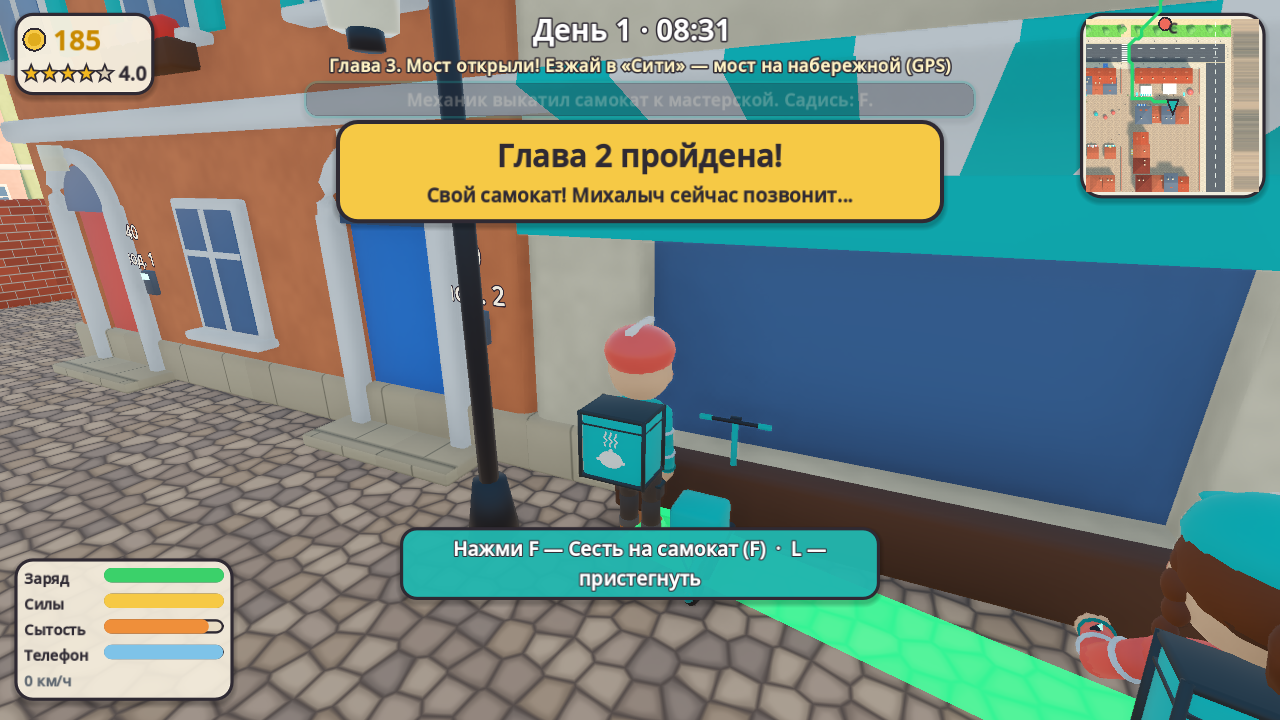 185
4.0
День 1 · 08:31
Глава 3. Мост открыли! Езжай в «Сити» — мост на набережной (GPS)
Механик выкатил самокат к мастерской. Садись: F.
Глава 2 пройдена!
Свой самокат! Михалыч сейчас позвонит...
С
2
Нажми F — Сесть на самокат (F) · L —
пристегнуть
Заряд
Силы
Сытость
Телефон
0 км/ч